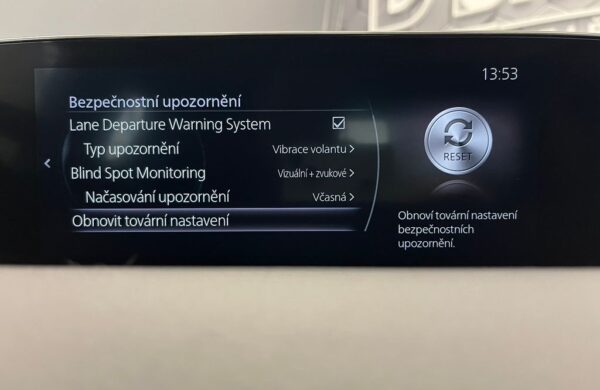 13:53
Bezpečnostní upozornění
Lane Departure Warning System
Typ upozornění Vibrace volantu
Blind Spot Monitoring Vizuální + zvukové
Načasování upozornění Včasná
Obnovit tovární nastavení
RESET
Obnoví tovární nastavení
bezpečnostních
upozornění.